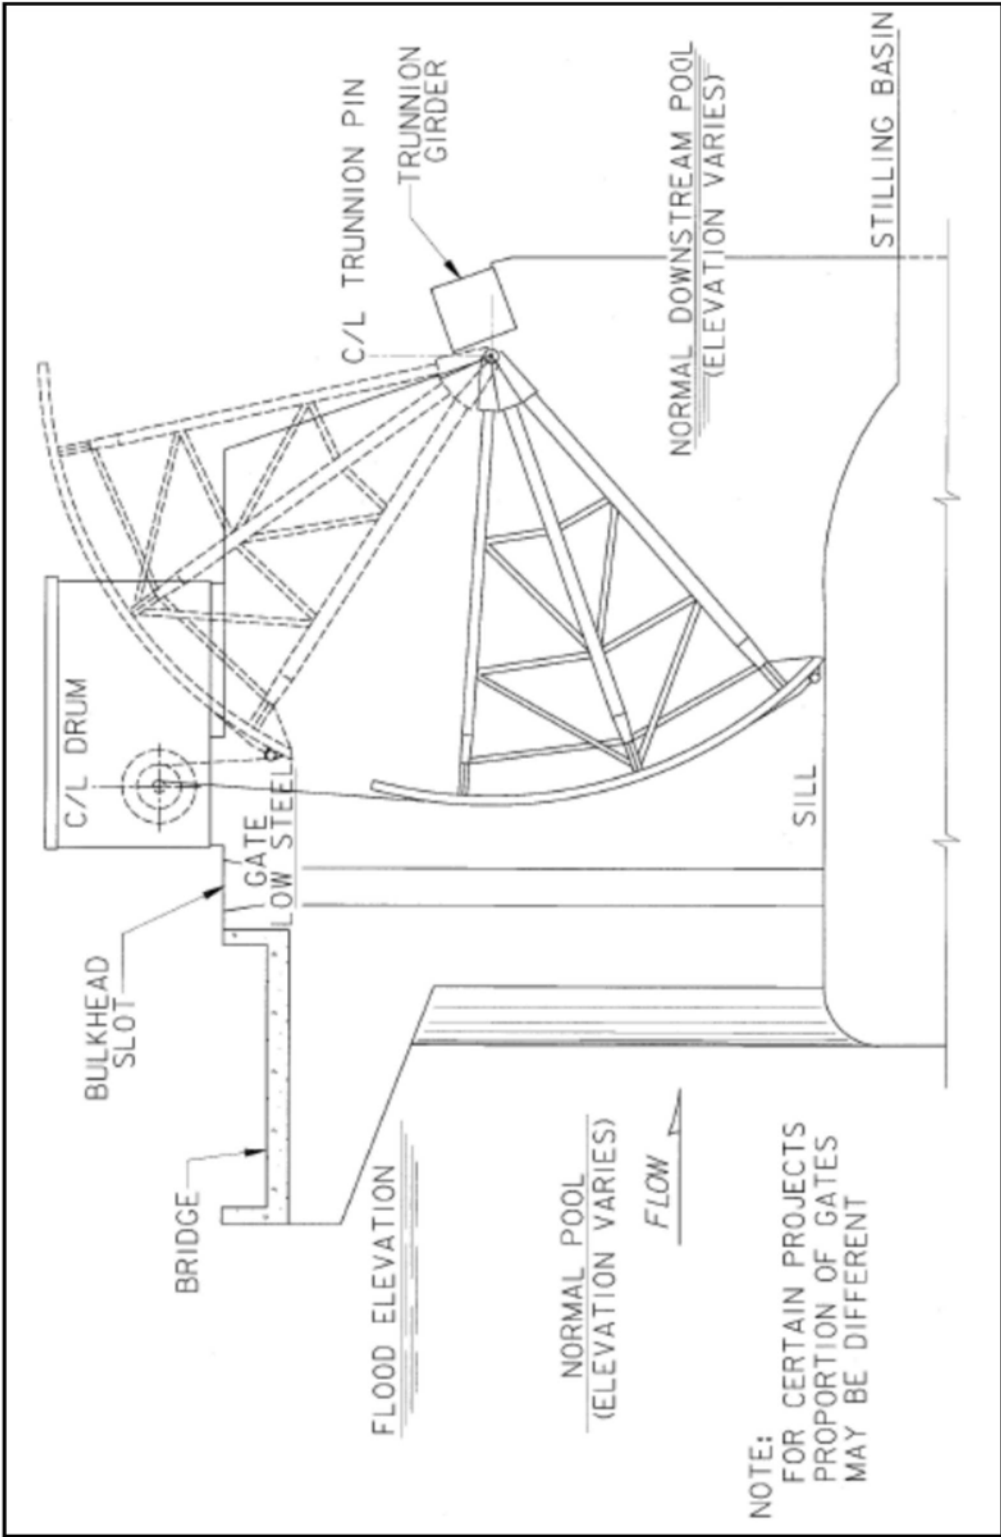 C/L DRUM
C/L TRUNNION PIN
TRUNNION
GIRDER
BULKHEAD
SLOT
GATE
LOW STEEL
BRIDGE
FLOOD ELEVATION
NORMAL POOL
(ELEVATION VARIES)
FLOW
SILL
NORMAL DOWNSTREAM POOL
(ELEVATION VARIES)
STILLING BASIN
NOTE:
FOR CERTAIN PROJECTS
PROPORTION OF GATES
MAY BE DIFFERENT